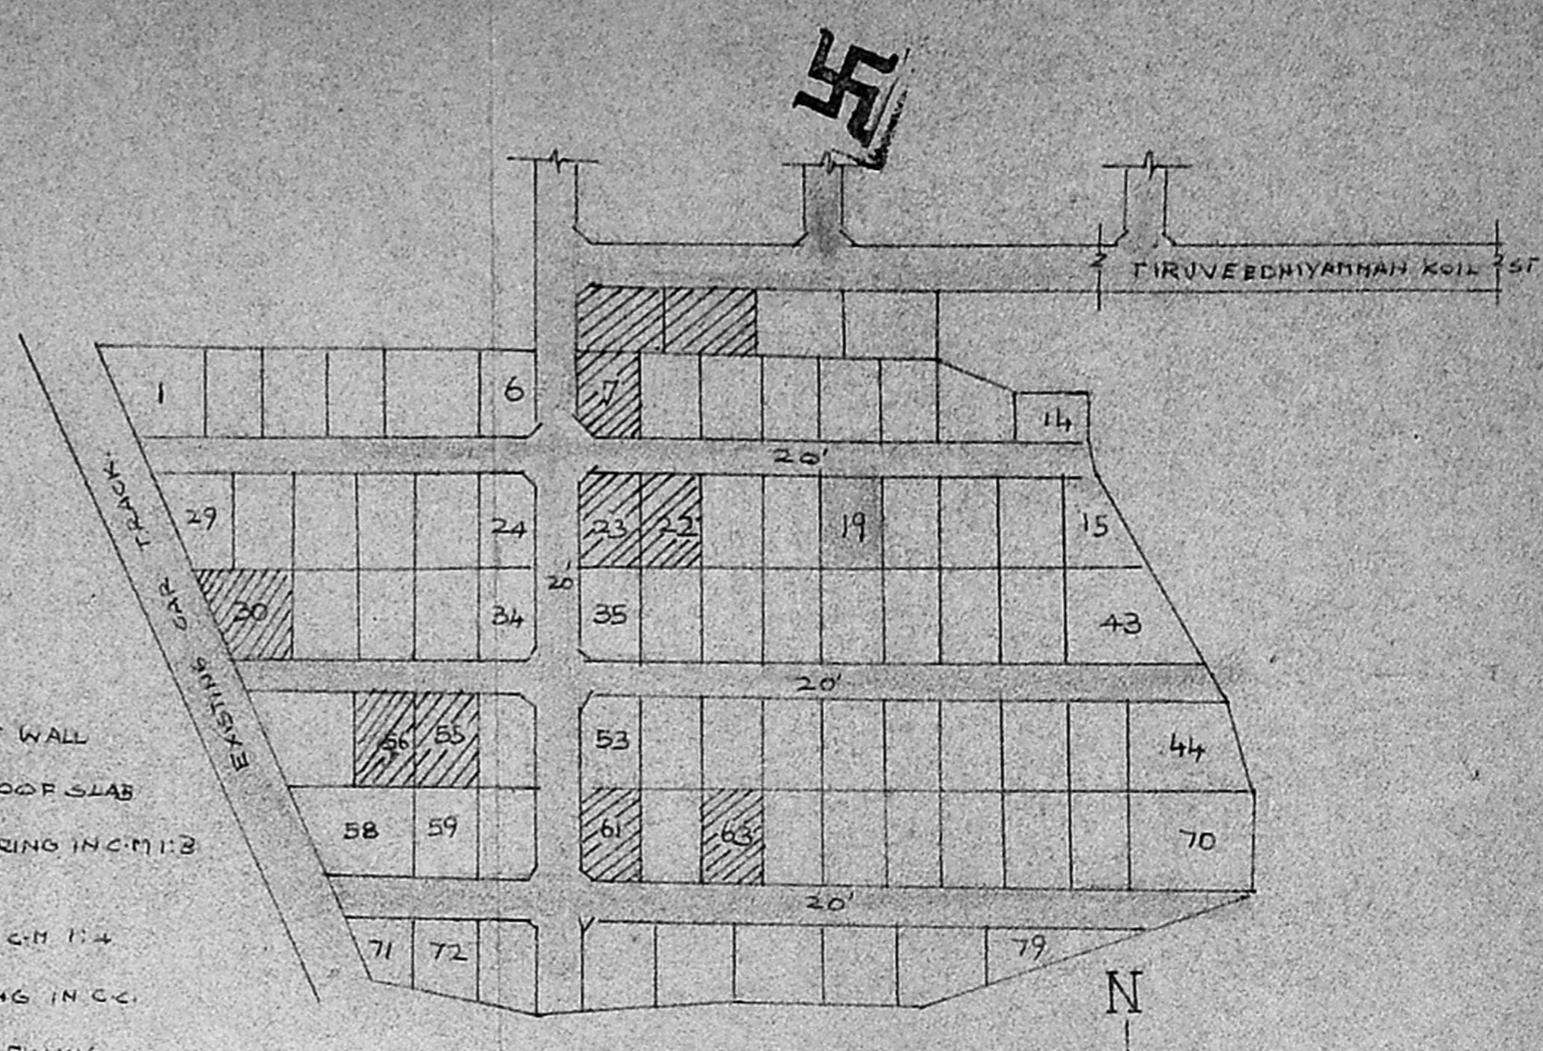 TIRUVEEDHIYAMMAN KOIL ST
1 6 7 14
20'
29 24 23 22 19 15
20'
30 34 35 43
20'
EXISTING CAR TRACK.
56 55 53 44
58 59 61 63 70
20'
71 72 79
N
WALL
OOF SLAB
RING IN C.M 1:3
C.M 1:4
NG IN C.C.